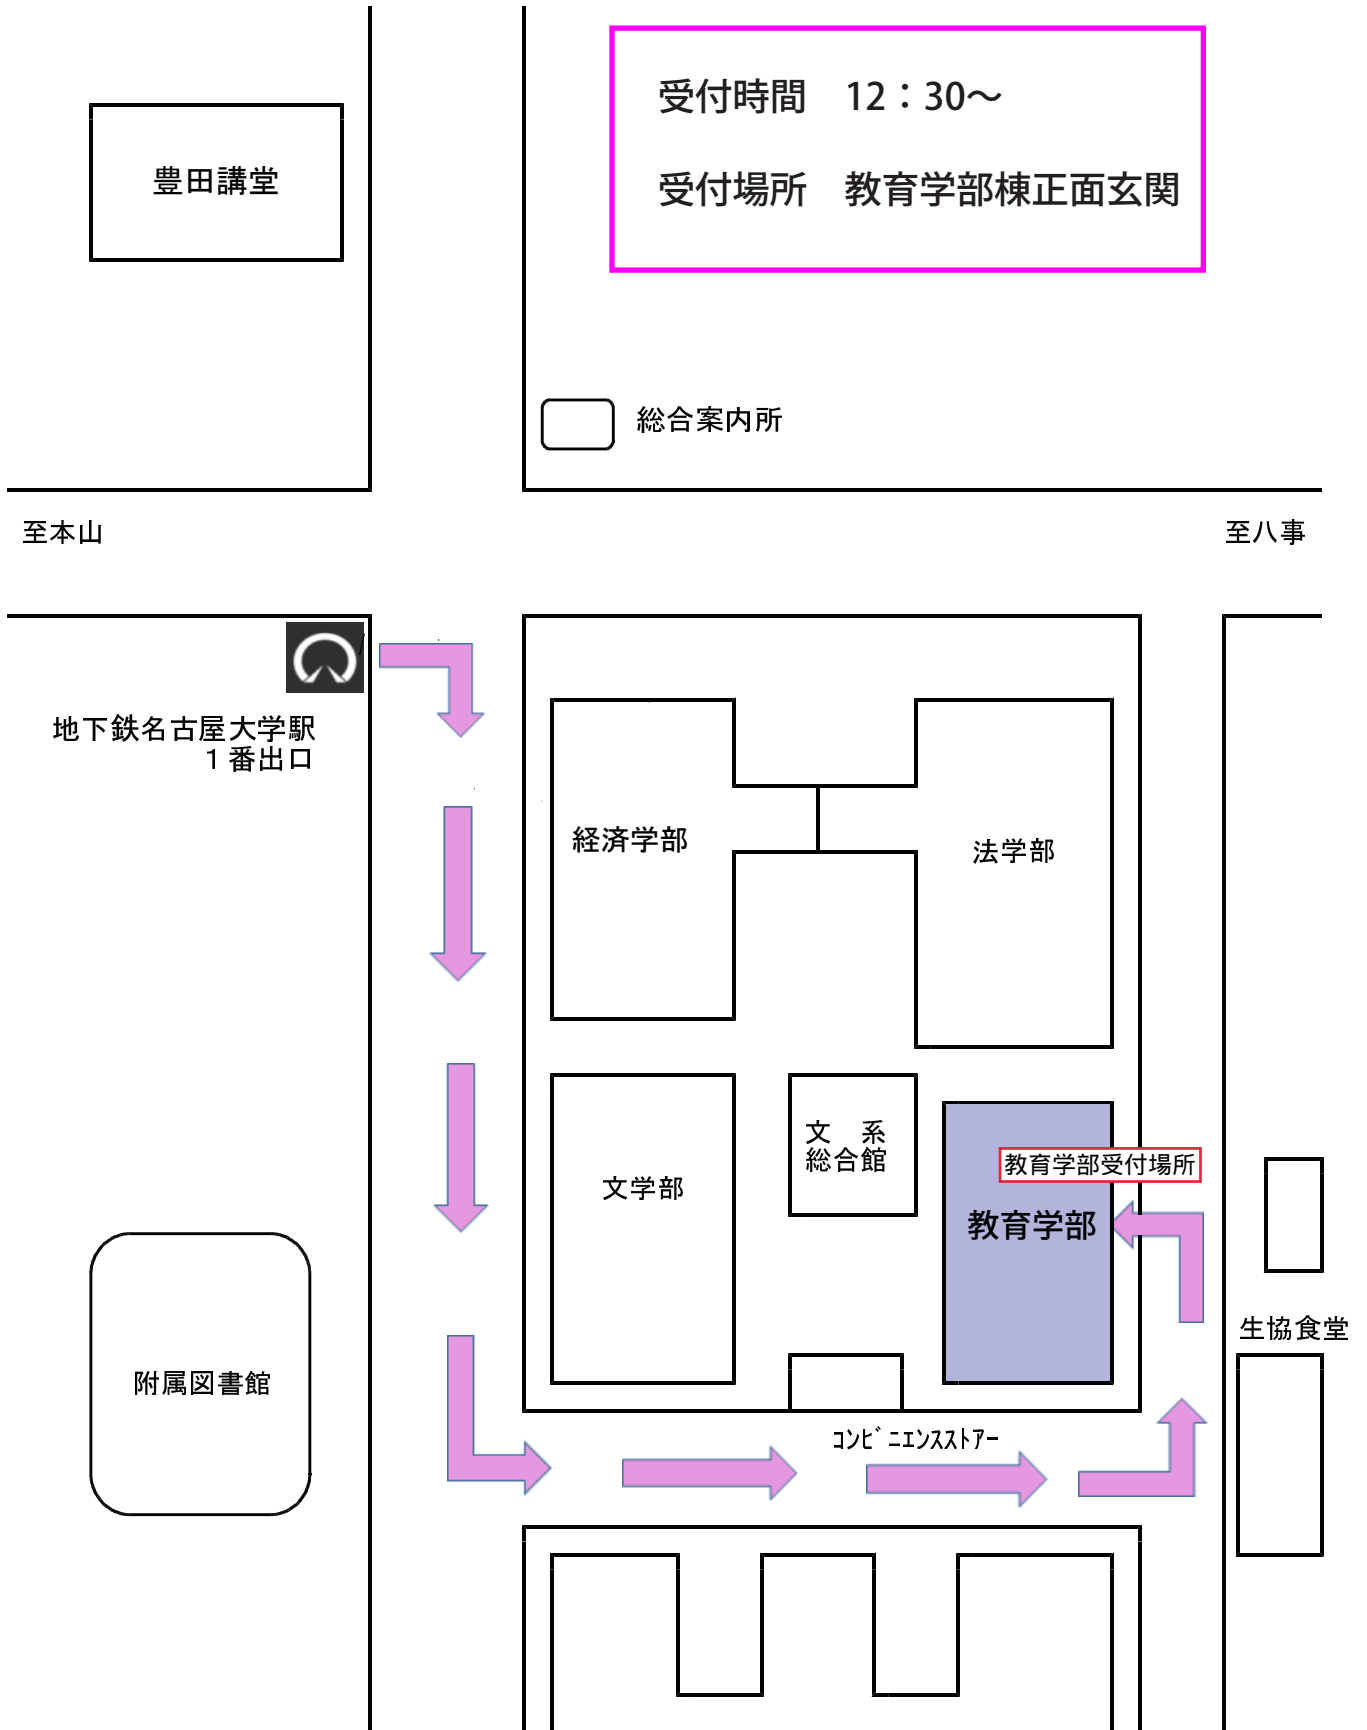 受付時間　12：30〜
受付場所　教育学部棟正面玄関
豊田講堂
総合案内所
至本山
至八事
地下鉄名古屋大学駅
１番出口
経済学部
法学部
文　系
総合館
教育学部受付場所
文学部
教育学部
生協食堂
附属図書館
ｺﾝﾋﾞﾆｴﾝｽｽﾄｱｰ